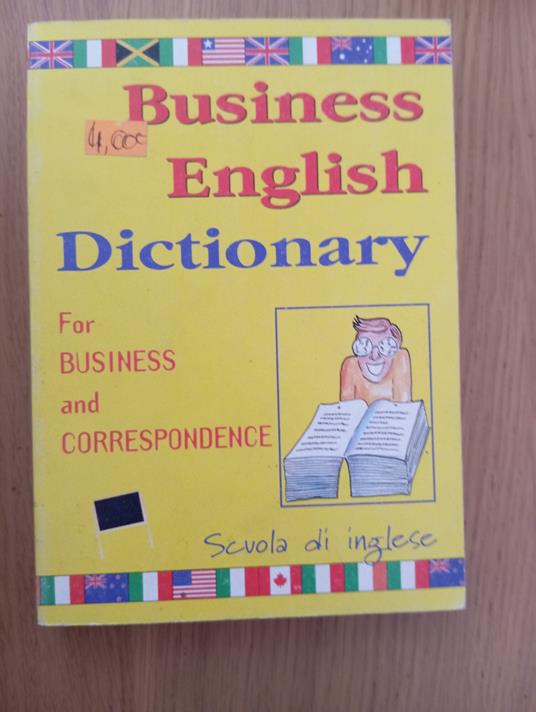 Business
4,00€
English
Dictionary
For
BUSINESS
and
CORRESPONDENCE
Scuola di inglese